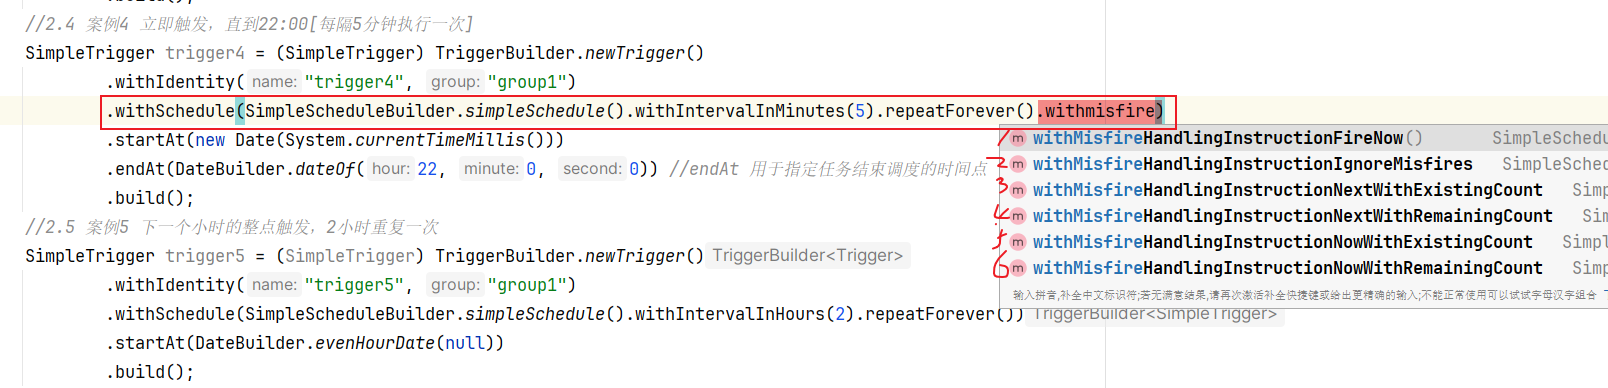 .build();
//2.4 案例4 立即触发，直到22:00[每隔5分钟执行一次]
SimpleTrigger trigger4 = (SimpleTrigger) TriggerBuilder.newTrigger()
.withIdentity( name: "trigger4", group: "group1")
.withSchedule(SimpleScheduleBuilder.simpleSchedule().withIntervalInMinutes(5).repeatForever().withmisfire)
.startAt(new Date(System.currentTimeMillis()))
.endAt(DateBuilder.dateOf( hour: 22, minute: 0, second: 0)) //endAt 用于指定任务结束调度的时间点
.build();
//2.5 案例5 下一个小时的整点触发，2小时重复一次
SimpleTrigger trigger5 = (SimpleTrigger) TriggerBuilder.newTrigger() TriggerBuilder<Trigger>
.withIdentity( name: "trigger5", group: "group1")
.withSchedule(SimpleScheduleBuilder.simpleSchedule().withIntervalInHours(2).repeatForever()) TriggerBuilder<SimpleTrigger>
.startAt(DateBuilder.evenHourDate(null))
.build();
1 m withMisfireHandlingInstructionFireNow() SimpleSchedu
2 m withMisfireHandlingInstructionIgnoreMisfires SimpleSched
3 m withMisfireHandlingInstructionNextWithExistingCount Simp
4 m withMisfireHandlingInstructionNextWithRemainingCount Si
5 m withMisfireHandlingInstructionNowWithExistingCount Simpl
6 m withMisfireHandlingInstructionNowWithRemainingCount Simp
输入拼音,补全中文标识符;若无满意结果,请再次激活补全快捷键或给出更精确的输入;不能正常使用可以试试字母汉字组合